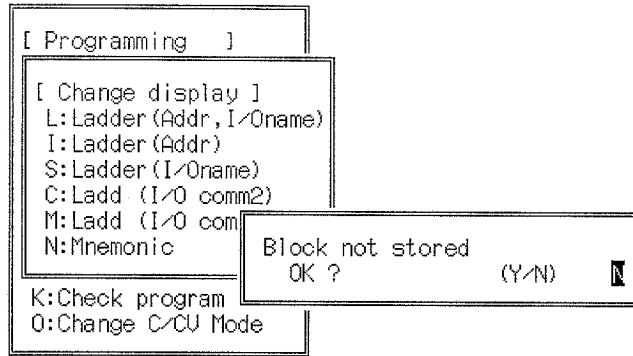 [ Programming ]
[ Change display ]
L:Ladder(Addr,I/Oname)
I:Ladder(Addr)
S:Ladder(I/Oname)
C:Ladd (I/O comm2)
M:Ladd (I/O com
N:Mnemonic
Block not stored
OK ? (Y/N) N
K:Check program
O:Change C/CV Mode